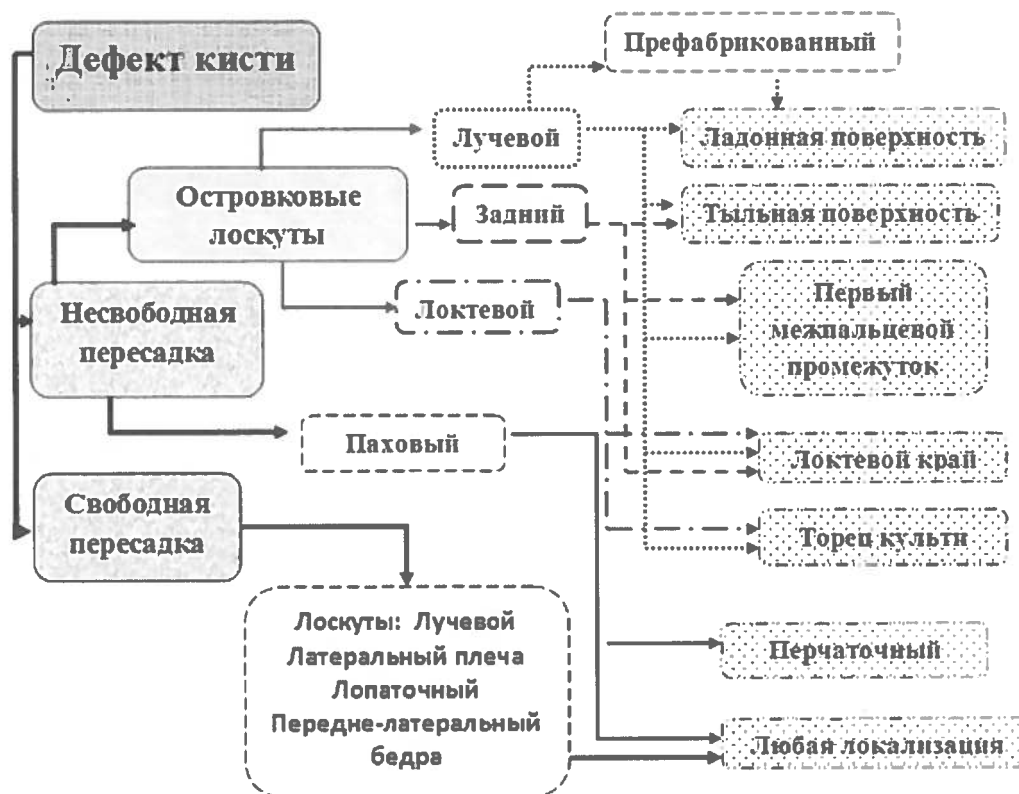 Дефект кисти
Префабрикованный
Лучевой
Ладонная поверхность
Островковые
лоскуты
Задний
Тыльная поверхность
Несвободная
пересадка
Локтевой
Первый
межпальцевой
промежуток
Паховый
Локтевой край
Свободная
пересадка
Торец культи
Лоскуты: Лучевой
Латеральный плеча
Лопаточный
Передне-латеральный
бедра
Перчаточный
Любая локализация